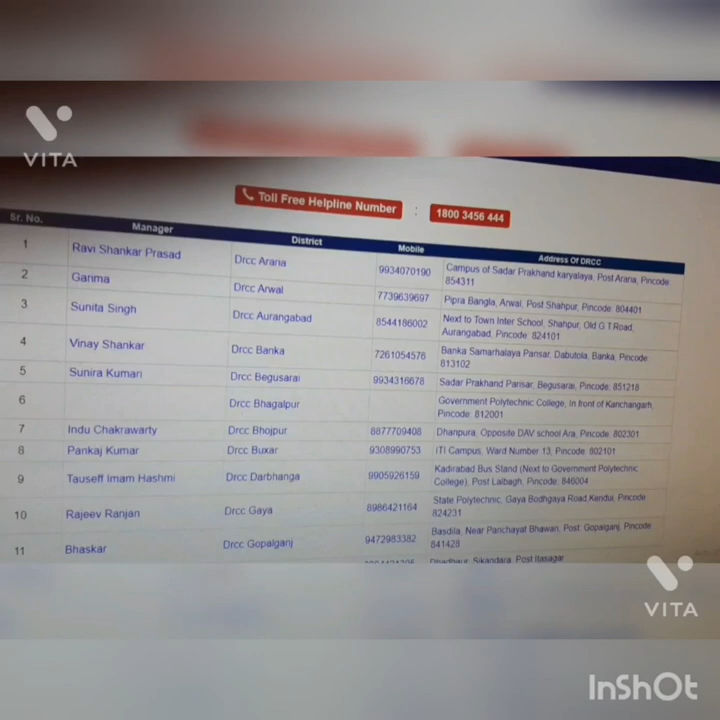 VITA
Toll Free Helpline Number : 1800 3456 444
Sr. No. Manager District Mobile Address Of DRCC
1 Ravi Shankar Prasad Drcc Araria 9934070190 Campus of Sadar Prakhand karyalaya, Post Araria, Pincode
854311
2 Garima Drcc Arwal 7739639697 Pipra Bangla, Arwal, Post Shahpur, Pincode: 804401
3 Sunita Singh Drcc Aurangabad 8544186002 Next to Town Inter School, Shahpur, Old G T Road,
Aurangabad, Pincode: 824101
4 Vinay Shankar Drcc Banka 7261054576 Banka Samarhalaya Parisar, Dabutola, Banka, Pincode
813102
5 Sunira Kumari Drcc Begusarai 9934316678 Sadar Prakhand Parisar, Begusarai, Pincode: 851218
6 Drcc Bhagalpur Government Polytechnic College, In front of Kanchangarh,
Pincode: 812001
7 Indu Chakrawarty Drcc Bhojpur 8877709408 Dhanpura, Opposite DAV school Ara, Pincode: 802301
8 Pankaj Kumar Drcc Buxar 9308990753 ITI Campus, Ward Number 13, Pincode: 802101
9 Tauseff Imam Hashmi Drcc Darbhanga 9905926159 Kadirabad Bus Stand (Next to Government Polytechnic
College), Post Lalbagh, Pincode: 846004
10 Rajeev Ranjan Drcc Gaya 8986421164 State Polytechnic, Gaya Bodhgaya Road, Kendui, Pincode
824231
11 Bhaskar Drcc Gopalganj 9472983382 Basdila, Near Panchayat Bhawan, Post: Gopalganj, Pincode
841428
Sikandara, Post
VITA
InShOt